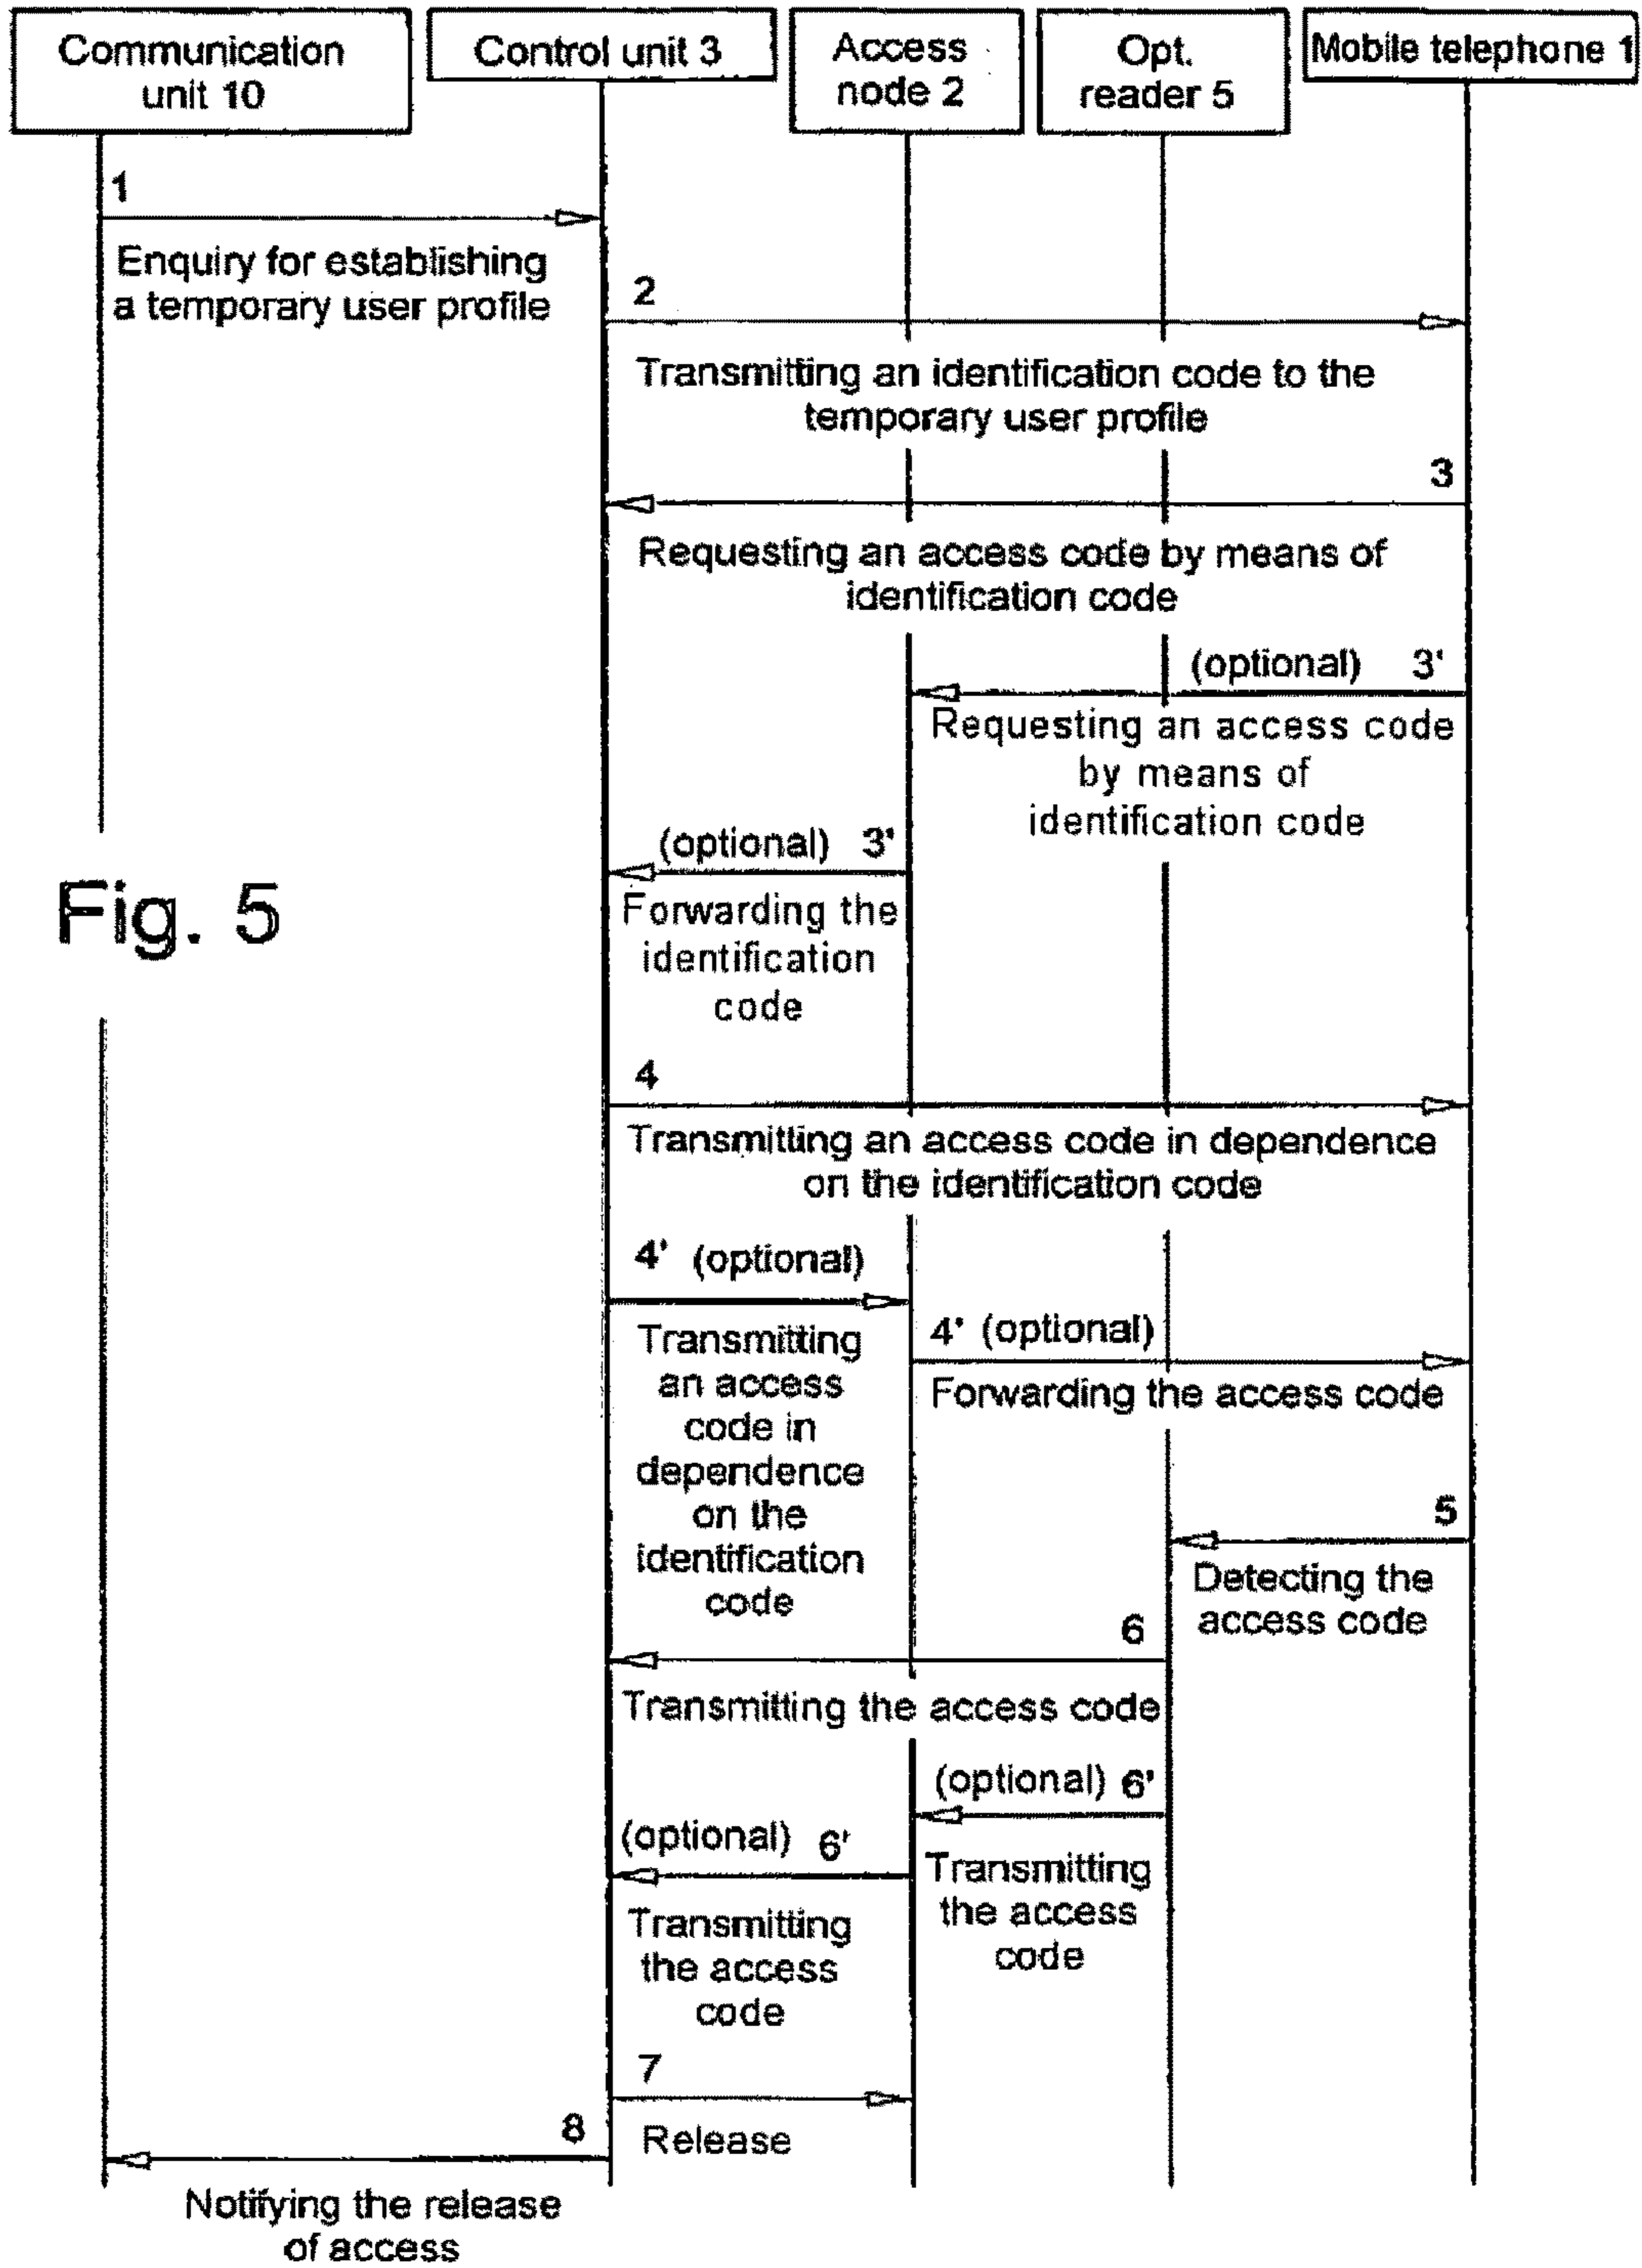 Communication
unit 10
Control unit 3
Access
node 2
Opt.
reader 5
Mobile telephone 1
1
Enquiry for establishing
a temporary user profile
2
Transmitting an identification code to the
temporary user profile
3
Requesting an access code by means of
identification code
(optional) 3'
Requesting an access code
by means of
identification code
(optional) 3'
Forwarding the
identification
code
Fig. 5
4
Transmitting an access code in dependence
on the identification code
4' (optional)
Transmitting
an access
code in
dependence
on the
identification
code
4' (optional)
Forwarding the access code
5
Detecting the
access code
6
Transmitting the access code
(optional) 6'
Transmitting
the access
code
(optional) 6'
Transmitting
the access
code
7
Release
8
Notifying the release
of access